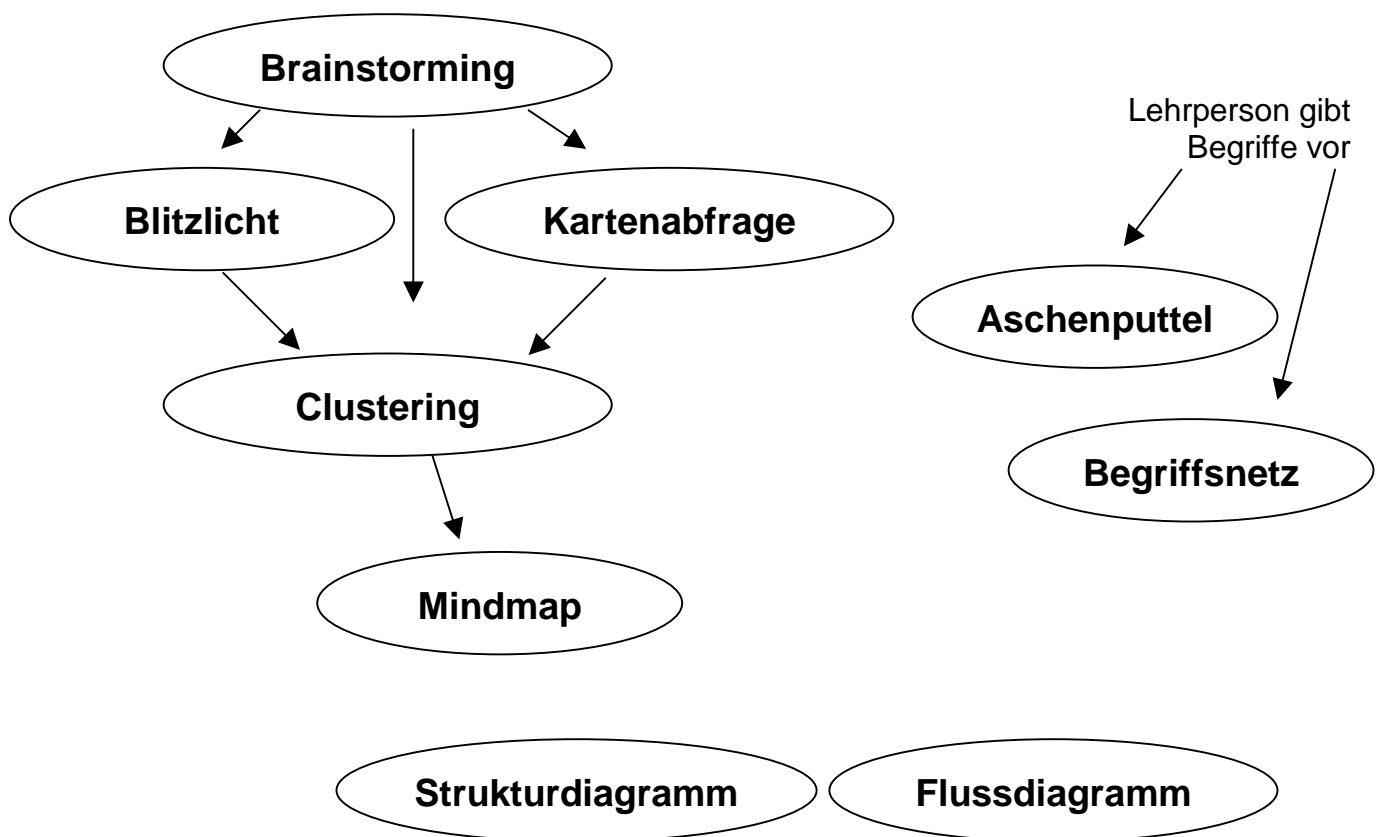 Brainstorming
Lehrperson gibt
Begriffe vor
Blitzlicht
Kartenabfrage
Aschenputtel
Clustering
Begriffsnetz
Mindmap
Strukturdiagramm
Flussdiagramm